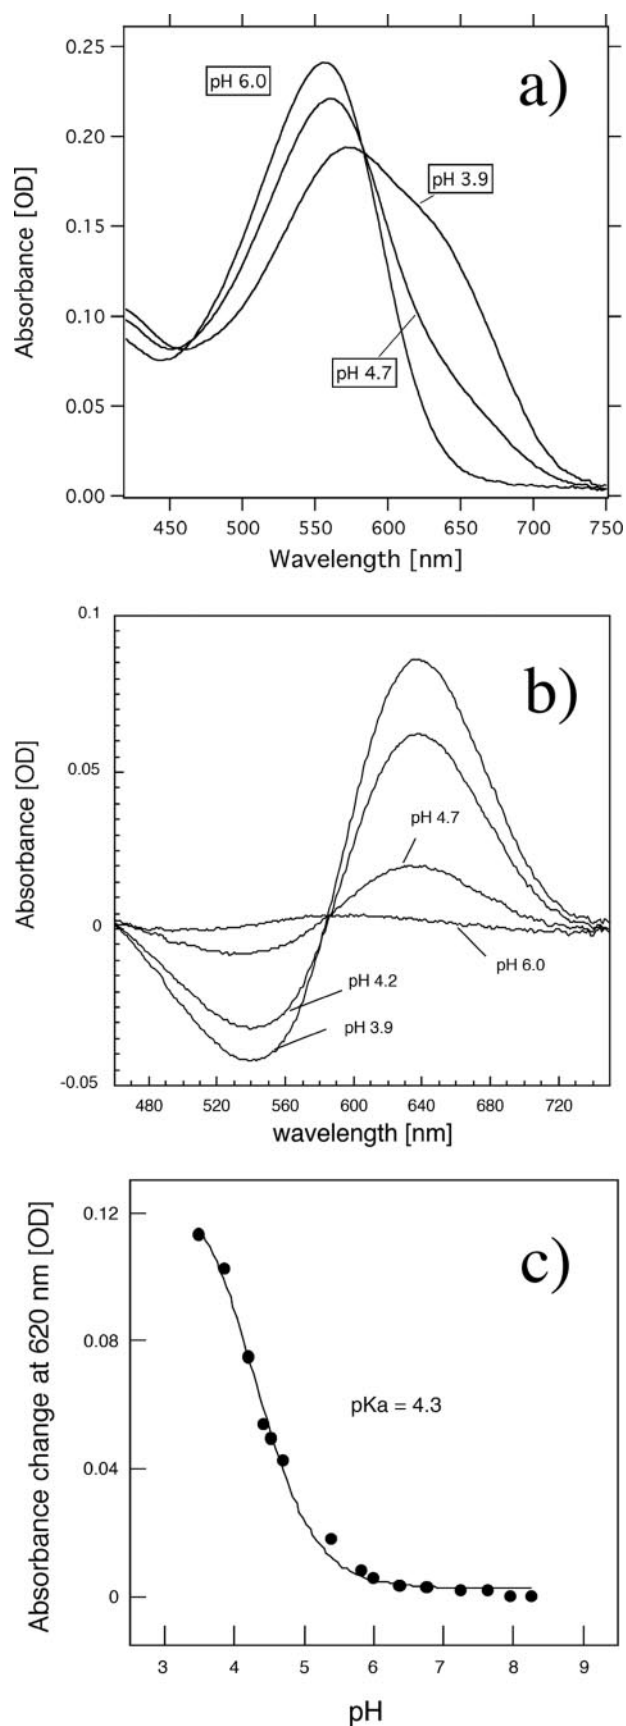 a)
0.25
pH 6.0
0.20
pH 3.9
0.15
0.10
pH 4.7
0.05
0.00
450 500 550 600 650 700 750
Absorbance [OD]
Wavelength [nm]
0.1
b)
0.05
pH 4.7
0
pH 6.0
pH 4.2
pH 3.9
-0.05
480 520 560 600 640 680 720
Absorbance [OD]
wavelength [nm]
0.12
c)
0.08
pKa = 4.3
0.04
0
3 4 5 6 7 8 9
Absorbance change at 620 nm [OD]
pH